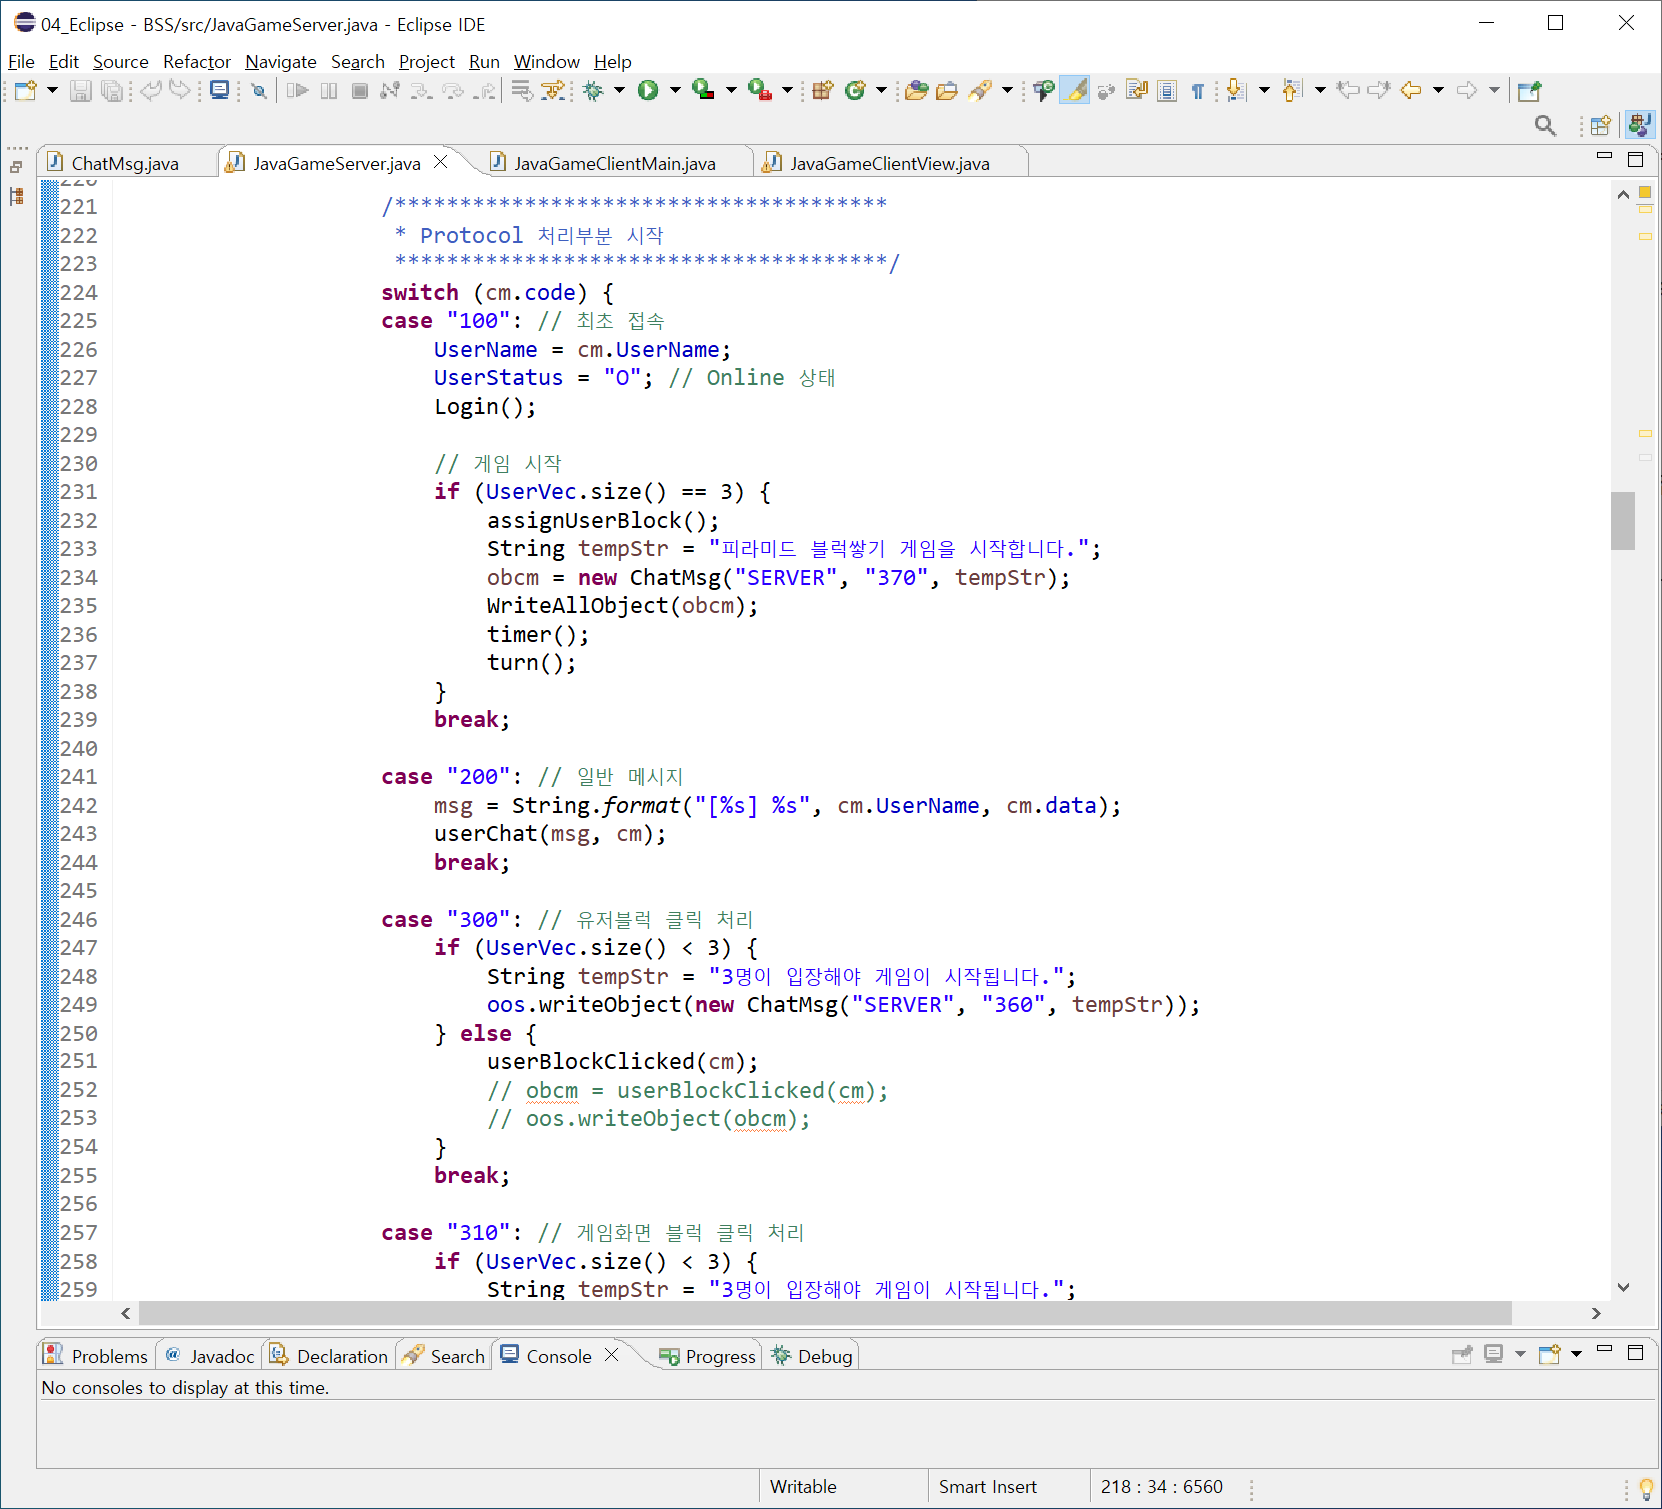 04_Eclipse - BSS/src/JavaGameServer.java - Eclipse IDE
File Edit Source Refactor Navigate Search Project Run Window Help
ChatMsg.java JavaGameServer.java JavaGameClientMain.java JavaGameClientView.java
221 /**************************************
222 * Protocol 처리부분 시작
223 **************************************/
224 switch (cm.code) {
225 case "100": // 최초 접속
226 UserName = cm.UserName;
227 UserStatus = "O"; // Online 상태
228 Login();
229
230 // 게임 시작
231 if (UserVec.size() == 3) {
232 assignUserBlock();
233 String tempStr = "피라미드 블럭쌓기 게임을 시작합니다.";
234 obcm = new ChatMsg("SERVER", "370", tempStr);
235 WriteAllObject(obcm);
236 timer();
237 turn();
238 }
239 break;
240
241 case "200": // 일반 메시지
242 msg = String.format("[%s] %s", cm.UserName, cm.data);
243 userChat(msg, cm);
244 break;
245
246 case "300": // 유저블럭 클릭 처리
247 if (UserVec.size() < 3) {
248 String tempStr = "3명이 입장해야 게임이 시작됩니다.";
249 oos.writeObject(new ChatMsg("SERVER", "360", tempStr));
250 } else {
251 userBlockClicked(cm);
252 // obcm = userBlockClicked(cm);
253 // oos.writeObject(obcm);
254 }
255 break;
256
257 case "310": // 게임화면 블럭 클릭 처리
258 if (UserVec.size() < 3) {
259 String tempStr = "3명이 입장해야 게임이 시작됩니다.";
Problems Javadoc Declaration Search Console Progress Debug
No consoles to display at this time.
Writable Smart Insert 218 : 34 : 6560